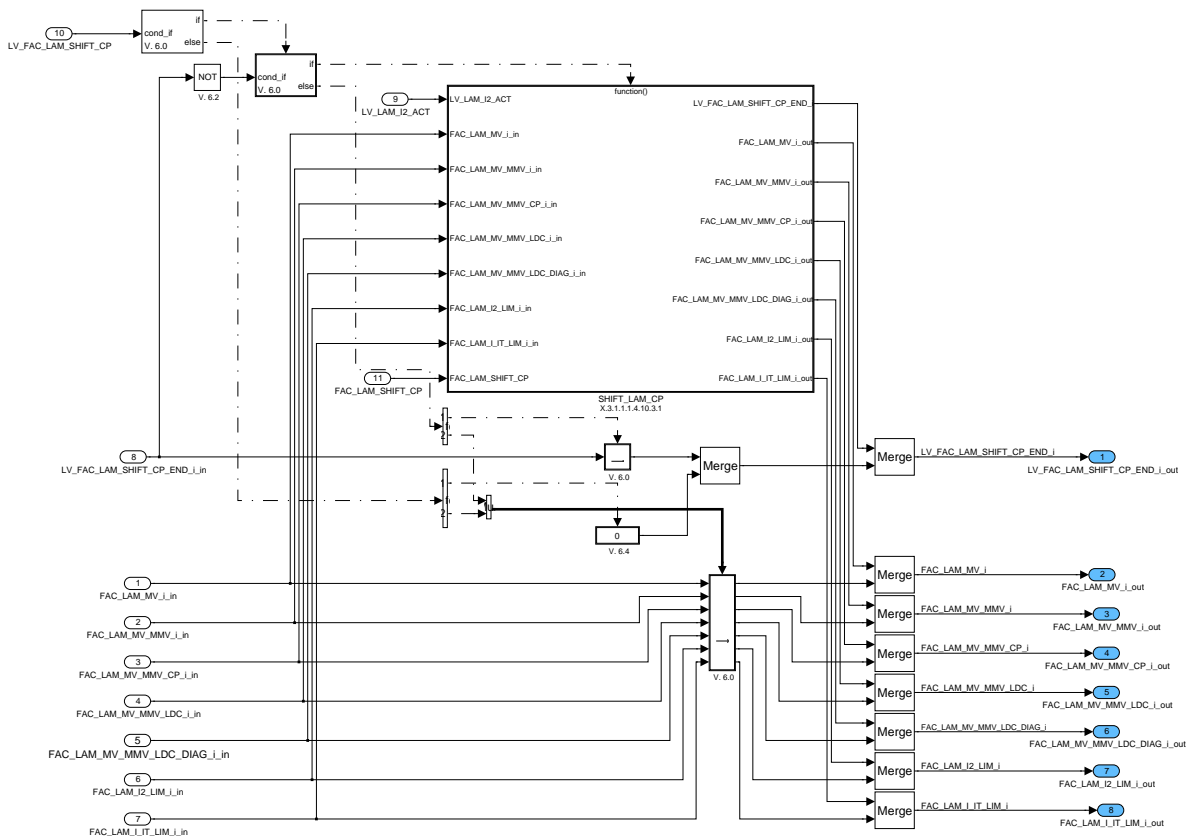 10
LV_FAC_LAM_SHIFT_CP
if
cond_if
else
V. 6.0
NOT
V. 6.2
if
cond_if
else
V. 6.0
function()
9
LV_LAM_I2_ACT
LV_LAM_I2_ACT
FAC_LAM_MV_i_in
FAC_LAM_MV_MMV_i_in
FAC_LAM_MV_MMV_CP_i_in
FAC_LAM_MV_MMV_LDC_i_in
FAC_LAM_MV_MMV_LDC_DIAG_i_in
FAC_LAM_I2_LIM_i_in
FAC_LAM_I_IT_LIM_i_in
11
FAC_LAM_SHIFT_CP
FAC_LAM_SHIFT_CP
LV_FAC_LAM_SHIFT_CP_END_i
FAC_LAM_MV_i_out
FAC_LAM_MV_MMV_i_out
FAC_LAM_MV_MMV_CP_i_out
FAC_LAM_MV_MMV_LDC_i_out
FAC_LAM_MV_MMV_LDC_DIAG_i_out
FAC_LAM_I2_LIM_i_out
FAC_LAM_I_IT_LIM_i_out
SHIFT_LAM_CP
X.3.1.1.1.4.10.3.1
2
8
LV_FAC_LAM_SHIFT_CP_END_i_in
V. 6.0
Merge
Merge
LV_FAC_LAM_SHIFT_CP_END_i
1
LV_FAC_LAM_SHIFT_CP_END_i_out
2
0
V. 6.4
1
FAC_LAM_MV_i_in
2
FAC_LAM_MV_MMV_i_in
3
FAC_LAM_MV_MMV_CP_i_in
4
FAC_LAM_MV_MMV_LDC_i_in
5
FAC_LAM_MV_MMV_LDC_DIAG_i_in
6
FAC_LAM_I2_LIM_i_in
7
FAC_LAM_I_IT_LIM_i_in
V. 6.0
Merge
FAC_LAM_MV_i
2
FAC_LAM_MV_i_out
Merge
FAC_LAM_MV_MMV_i
3
FAC_LAM_MV_MMV_i_out
Merge
FAC_LAM_MV_MMV_CP_i
4
FAC_LAM_MV_MMV_CP_i_out
Merge
FAC_LAM_MV_MMV_LDC_i
5
FAC_LAM_MV_MMV_LDC_i_out
Merge
FAC_LAM_MV_MMV_LDC_DIAG_i
6
FAC_LAM_MV_MMV_LDC_DIAG_i_out
Merge
FAC_LAM_I2_LIM_i
7
FAC_LAM_I2_LIM_i_out
Merge
FAC_LAM_I_IT_LIM_i
8
FAC_LAM_I_IT_LIM_i_out